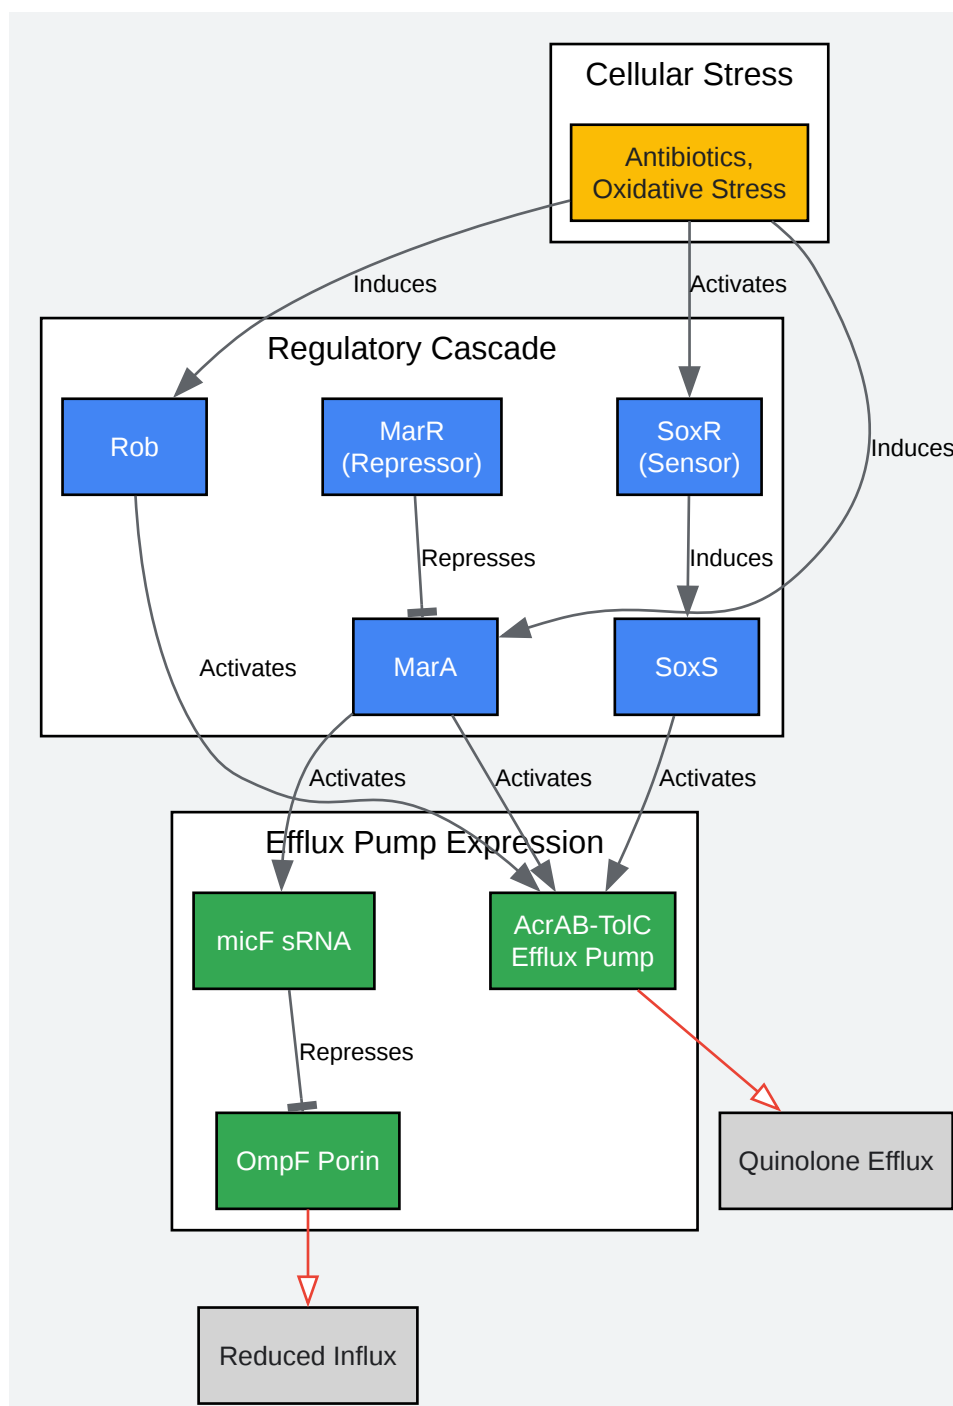 Cellular Stress
Antibiotics,
Oxidative Stress
Induces
Activates
Regulatory Cascade
Rob
MarR
(Repressor)
SoxR
(Sensor)
Induces
Represses
Induces
Activates
MarA
SoxS
Activates
Activates
Activates
Efflux Pump Expression
micF sRNA
AcrAB-TolC
Efflux Pump
Represses
OmpF Porin
Quinolone Efflux
Reduced Influx